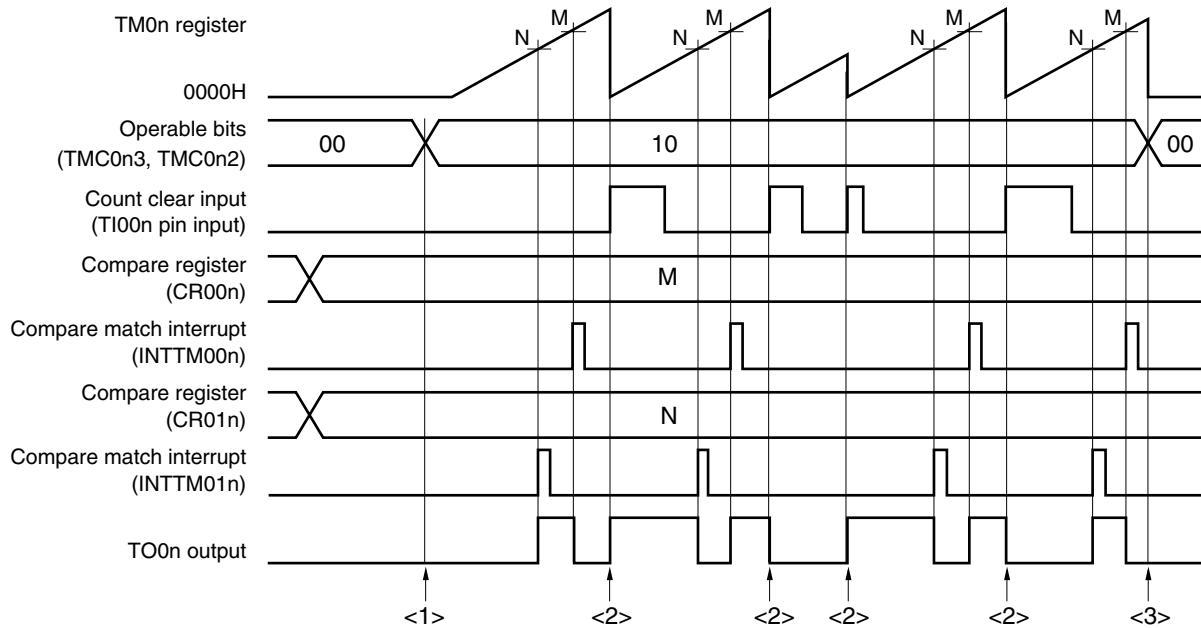 TM0n register
M
M
M
M
N
N
N
N
0000H
Operable bits
(TMC0n3, TMC0n2)
00
10
00
Count clear input
(TI00n pin input)
Compare register
(CR00n)
M
Compare match interrupt
(INTTM00n)
Compare register
(CR01n)
N
Compare match interrupt
(INTTM01n)
TO0n output
<1>
<2>
<2>
<2>
<2>
<3>